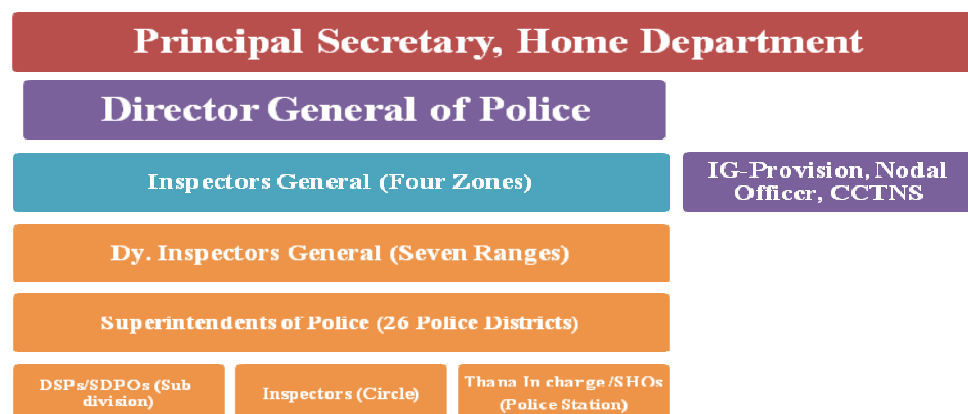 Principal Secretary, Home Department
Director General of Police
Inspectors General (Four Zones)
IG-Provision, Nodal
Officer, CCTNS
Dy. Inspectors General (Seven Ranges)
Superintendents of Police (26 Police Districts)
DSPs/SDPOs (Sub
division)
Inspectors (Circle)
Thana In charge /SHOs
(Police Station)